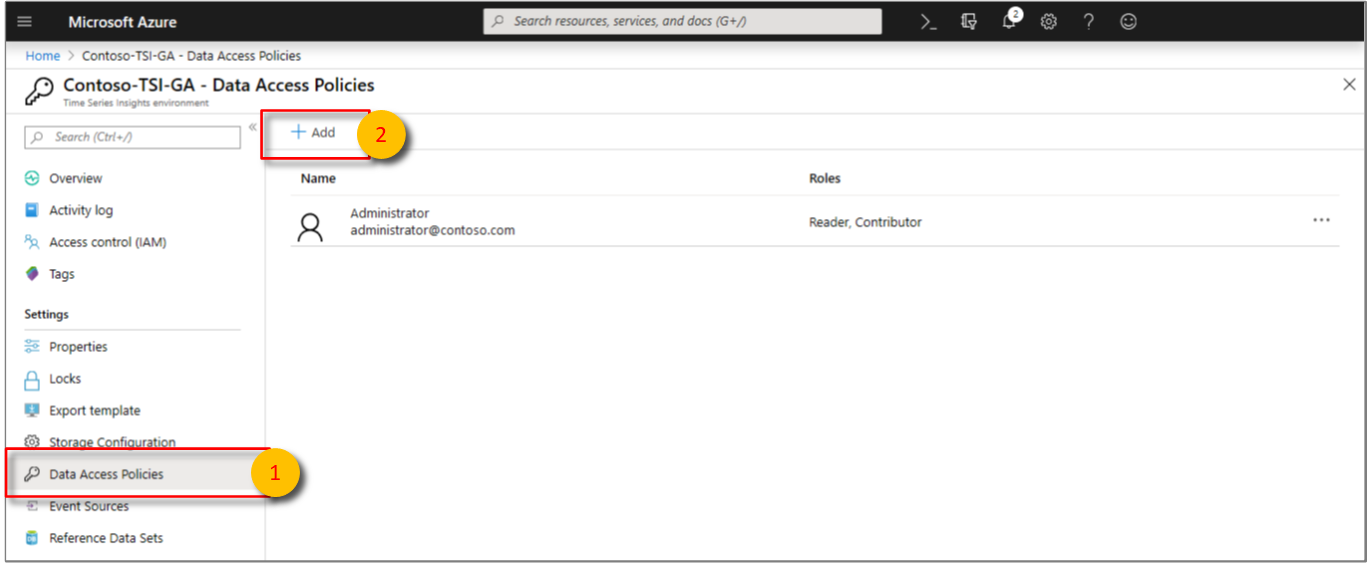 Microsoft Azure
Search resources, services, and docs (G+/)
2
Home > Contoso-TSI-GA - Data Access Policies
Contoso-TSI-GA - Data Access Policies
Time Series Insights environment
Search (Ctrl+/)
Add
2
Overview
Activity log
Access control (IAM)
Tags
Settings
Properties
Locks
Export template
Storage Configuration
Data Access Policies
1
Event Sources
Reference Data Sets
Name Roles
Administrator
administrator@contoso.com
Reader, Contributor